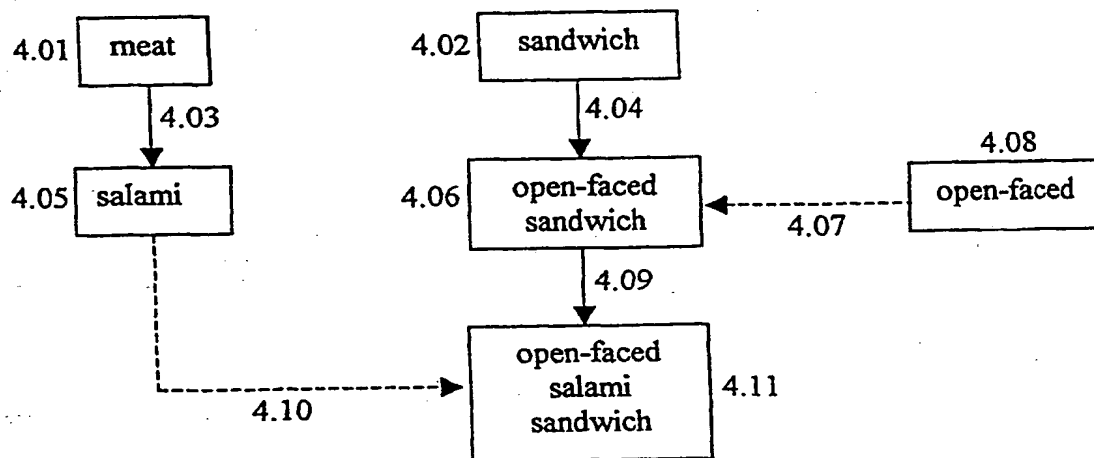 4.01 meat
4.02 sandwich
4.03
4.04
4.08
4.05 salami
4.06 open-faced
sandwich
open-faced
4.07
4.09
open-faced
salami
sandwich
4.11
4.10